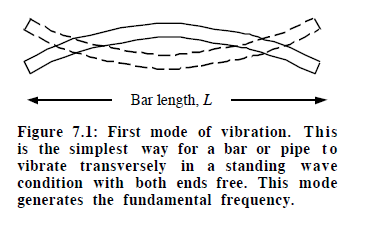 Bar length, L
Figure 7.1: First mode of vibration. This
is the simplest way for a bar or pipe to
vibrate transversely in a standing wave
condition with both ends free. This mode
generates the fundamental frequency.